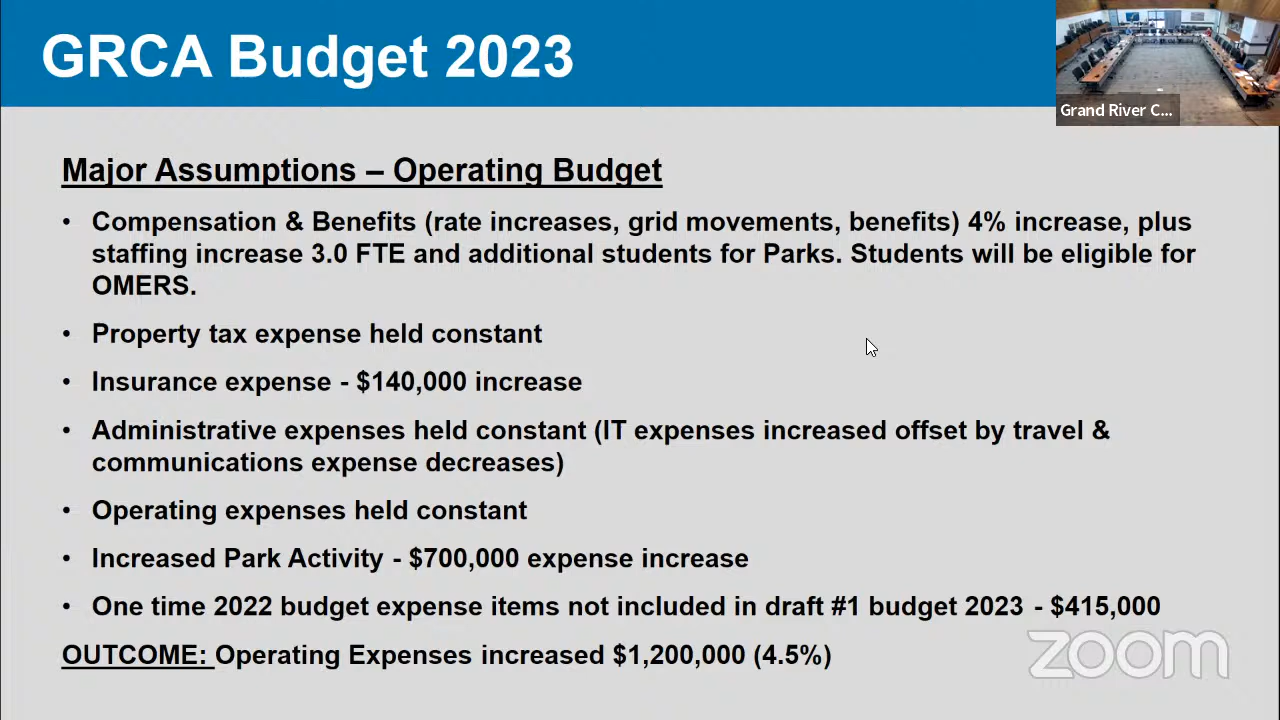 GRCA Budget 2023
Grand River C...
Major Assumptions – Operating Budget
• Compensation & Benefits (rate increases, grid movements, benefits) 4% increase, plus
staffing increase 3.0 FTE and additional students for Parks. Students will be eligible for
OMERS.
• Property tax expense held constant
• Insurance expense - $140,000 increase
• Administrative expenses held constant (IT expenses increased offset by travel &
communications expense decreases)
• Operating expenses held constant
• Increased Park Activity - $700,000 expense increase
• One time 2022 budget expense items not included in draft #1 budget 2023 - $415,000
OUTCOME: Operating Expenses increased $1,200,000 (4.5%)
zoom